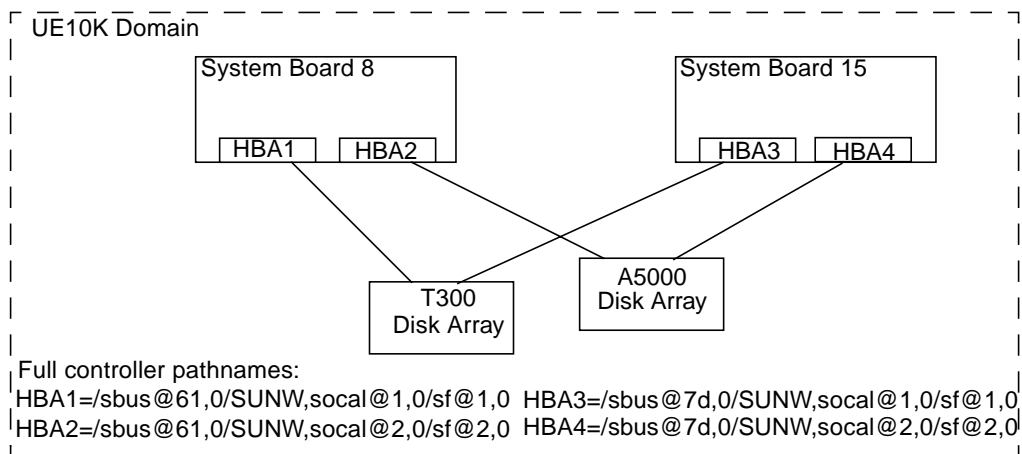 UE10K Domain
System Board 8
System Board 15
HBA1
HBA2
HBA3
HBA4
A5000
Disk Array
T300
Disk Array
Full controller pathnames:
HBA1=/sbus@61,0/SUNW,socal@1,0/sf@1,0 HBA3=/sbus@7d,0/SUNW,socal@1,0/sf@1,0
HBA2=/sbus@61,0/SUNW,socal@2,0/sf@2,0 HBA4=/sbus@7d,0/SUNW,socal@2,0/sf@2,0